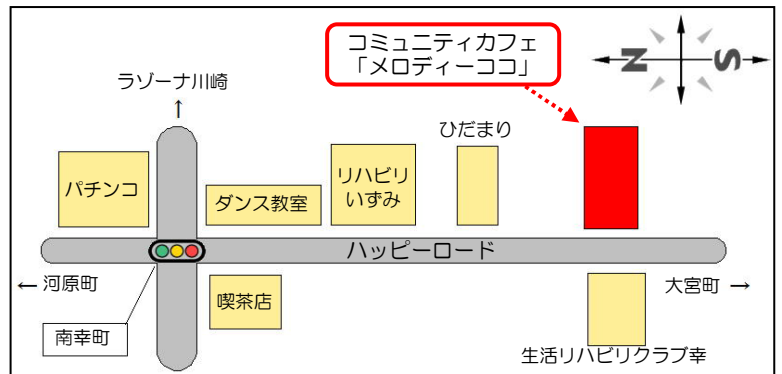 コミュニティカフェ
「メロディーココ」
N
S
ラゾーナ川崎
↑
ひだまり
パチンコ
ダンス教室
リハビリ
いずみ
ハッピーロード
← 河原町
大宮町 →
喫茶店
南幸町
生活リハビリクラブ幸